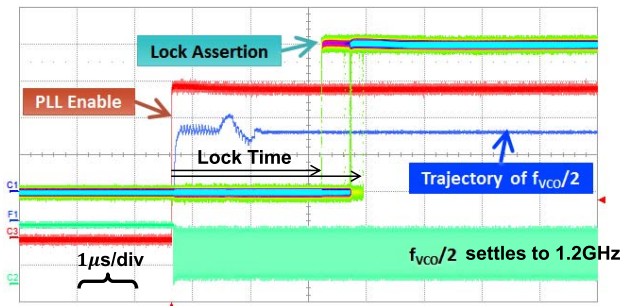 Lock Assertion
PLL Enable
Lock Time
Trajectory of fVCO/2
C1
F1
C3
C2
1μs/div
fVCO/2 settles to 1.2GHz